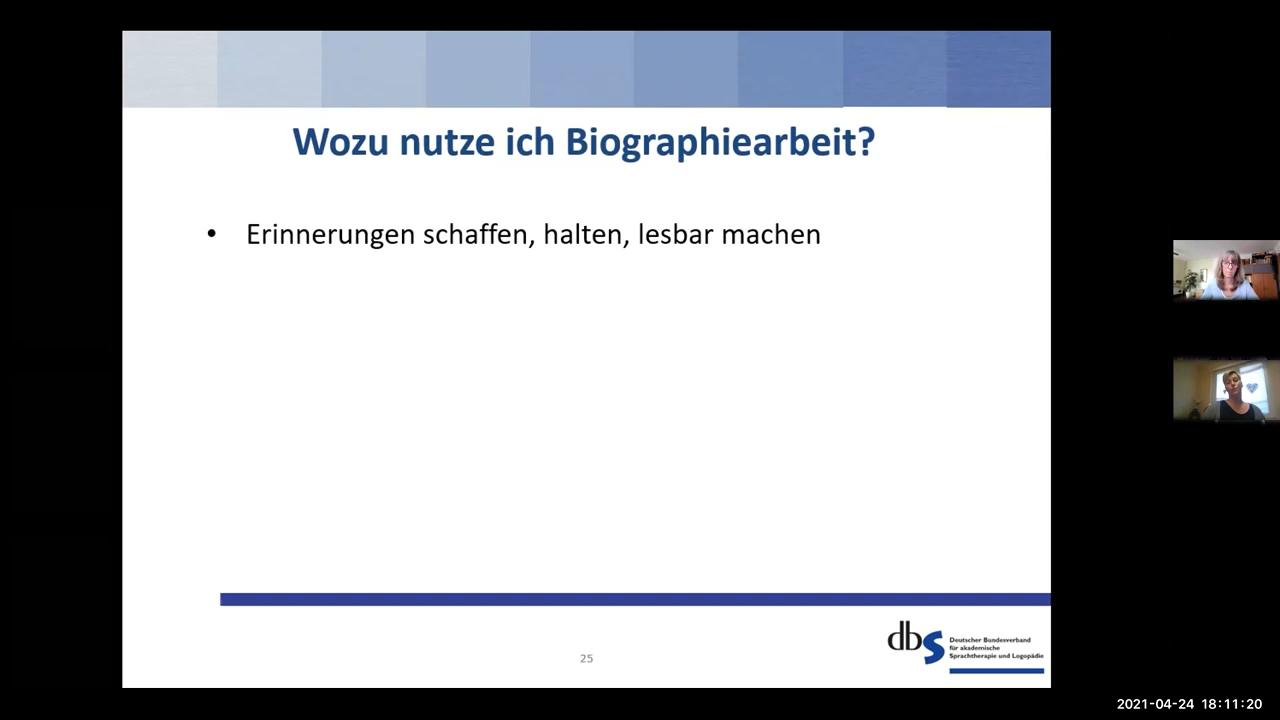 Wozu nutze ich Biographiearbeit?
• Erinnerungen schaffen, halten, lesbar machen
25
dbs
Deutscher Bundesverband
für akademische
Sprachtherapie und Logopädie
2021-04-24 18:11:20